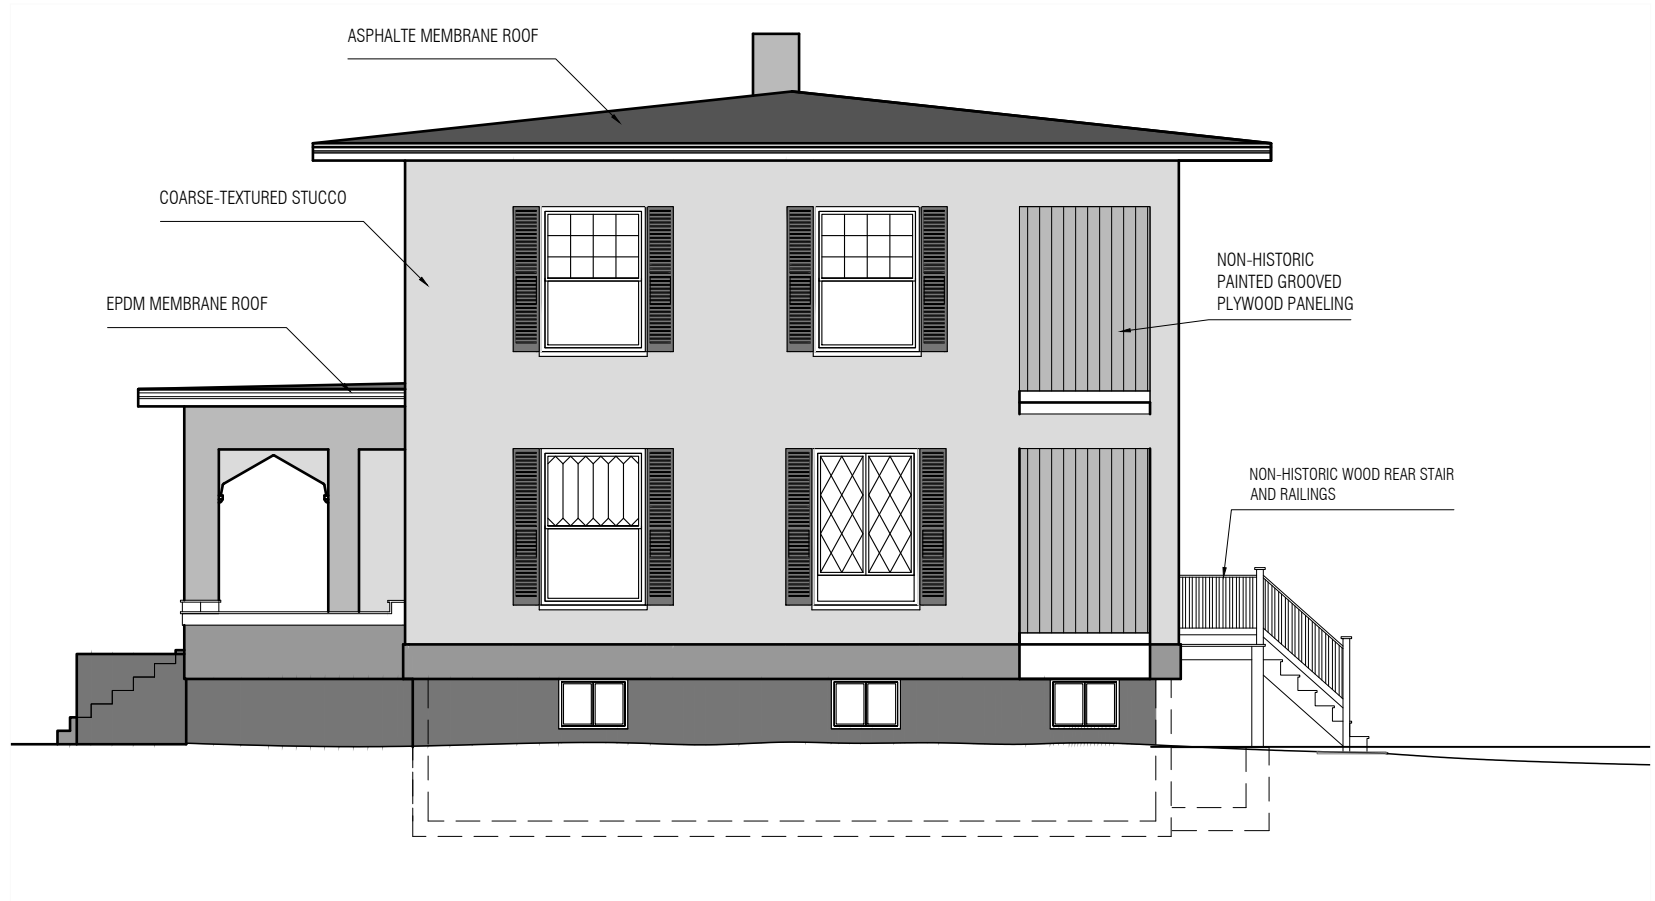 ASPHALTE MEMBRANE ROOF
COARSE-TEXTURED STUCCO
EPDM MEMBRANE ROOF
NON-HISTORIC
PAINTED GROOVED
PLYWOOD PANELING
NON-HISTORIC WOOD REAR STAIR
AND RAILINGS